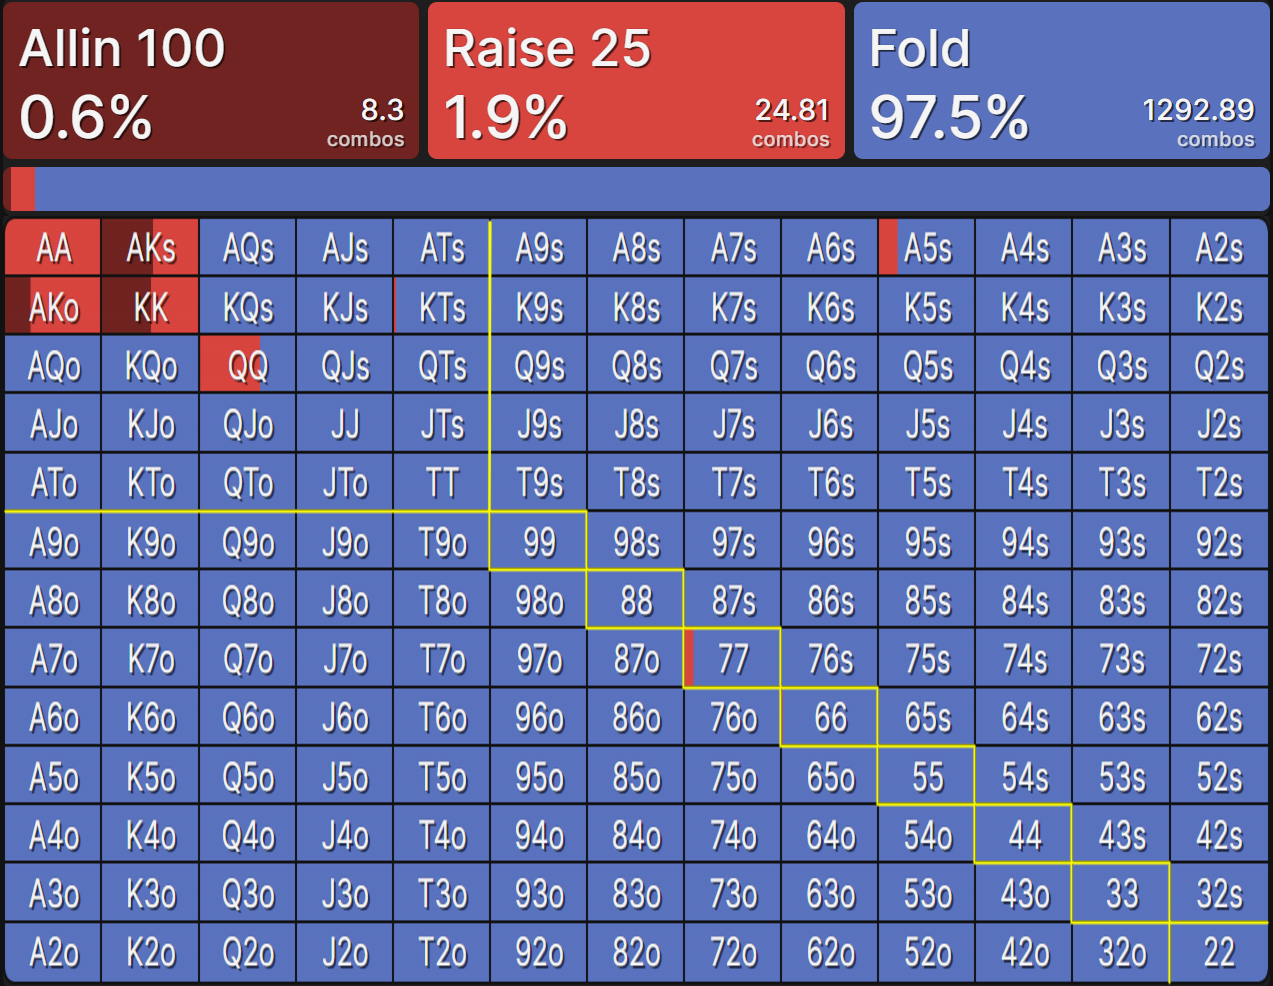 Allin 100 Raise 25 Fold
0.6% 8.3 combos 1.9% 24.81 combos 97.5% 1292.89 combos
AA AKs AQs AJs ATs A9s A8s A7s A6s A5s A4s A3s A2s
AKo KK KQs KJs KTs K9s K8s K7s K6s K5s K4s K3s K2s
AQo KQo QQ QJs QTs Q9s Q8s Q7s Q6s Q5s Q4s Q3s Q2s
AJo KJo QJo JJ JTs J9s J8s J7s J6s J5s J4s J3s J2s
ATo KTo QTo JTo TT T9s T8s T7s T6s T5s T4s T3s T2s
A9o K9o Q9o J9o T9o 99 98s 97s 96s 95s 94s 93s 92s
A8o K8o Q8o J8o T8o 98o 88 87s 86s 85s 84s 83s 82s
A7o K7o Q7o J7o T7o 97o 87o 77 76s 75s 74s 73s 72s
A6o K6o Q6o J6o T6o 96o 86o 76o 66 65s 64s 63s 62s
A5o K5o Q5o J5o T5o 95o 85o 75o 65o 55 54s 53s 52s
A4o K4o Q4o J4o T4o 94o 84o 74o 64o 54o 44 43s 42s
A3o K3o Q3o J3o T3o 93o 83o 73o 63o 53o 43o 33 32s
A2o K2o Q2o J2o T2o 92o 82o 72o 62o 52o 42o 32o 22